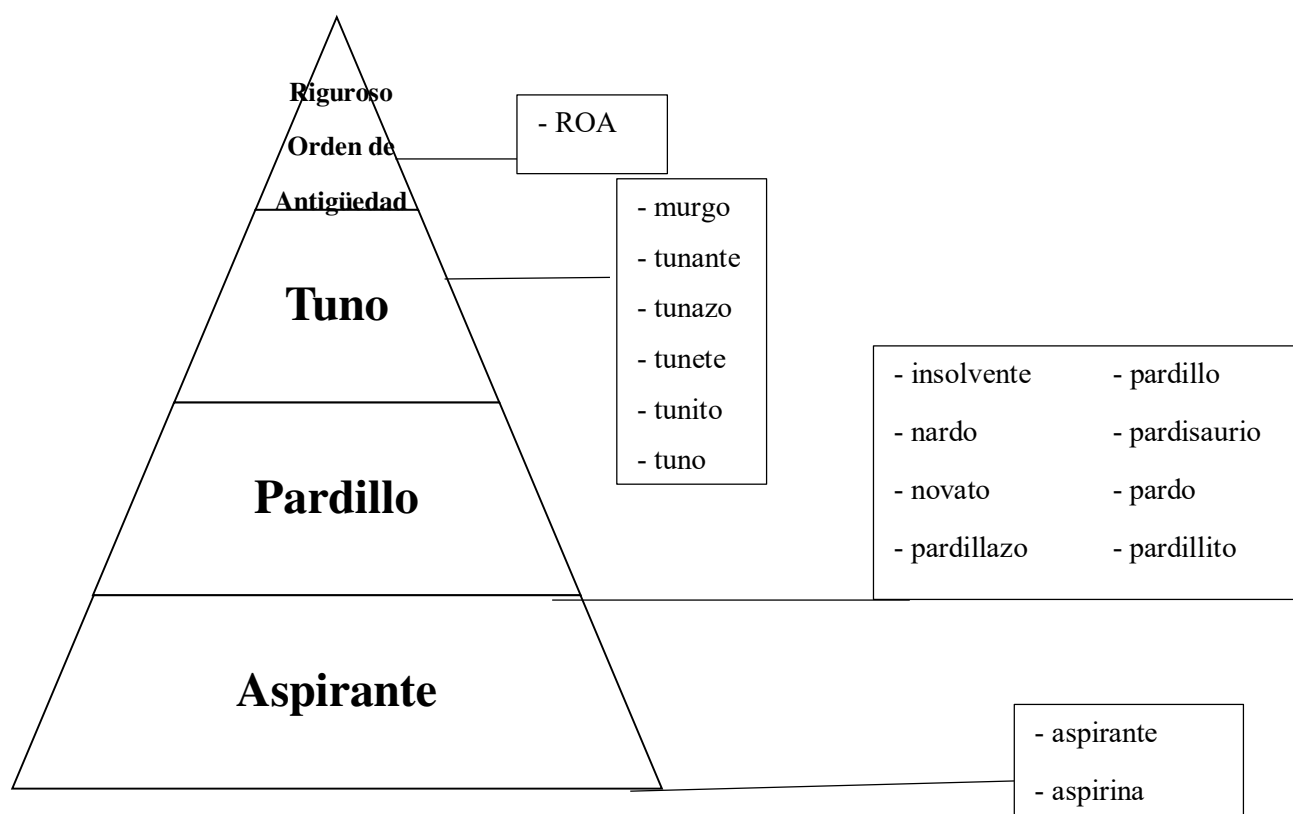 Riguroso
Orden de
Antigüedad
- ROA
Tuno
- murgo
- tunante
- tunazo
- tunete
- tunito
- tuno
Pardillo
- insolvente - pardillo
- nardo - pardisaurio
- novato - pardo
- pardillazo - pardillito
Aspirante
- aspirante
- aspirina